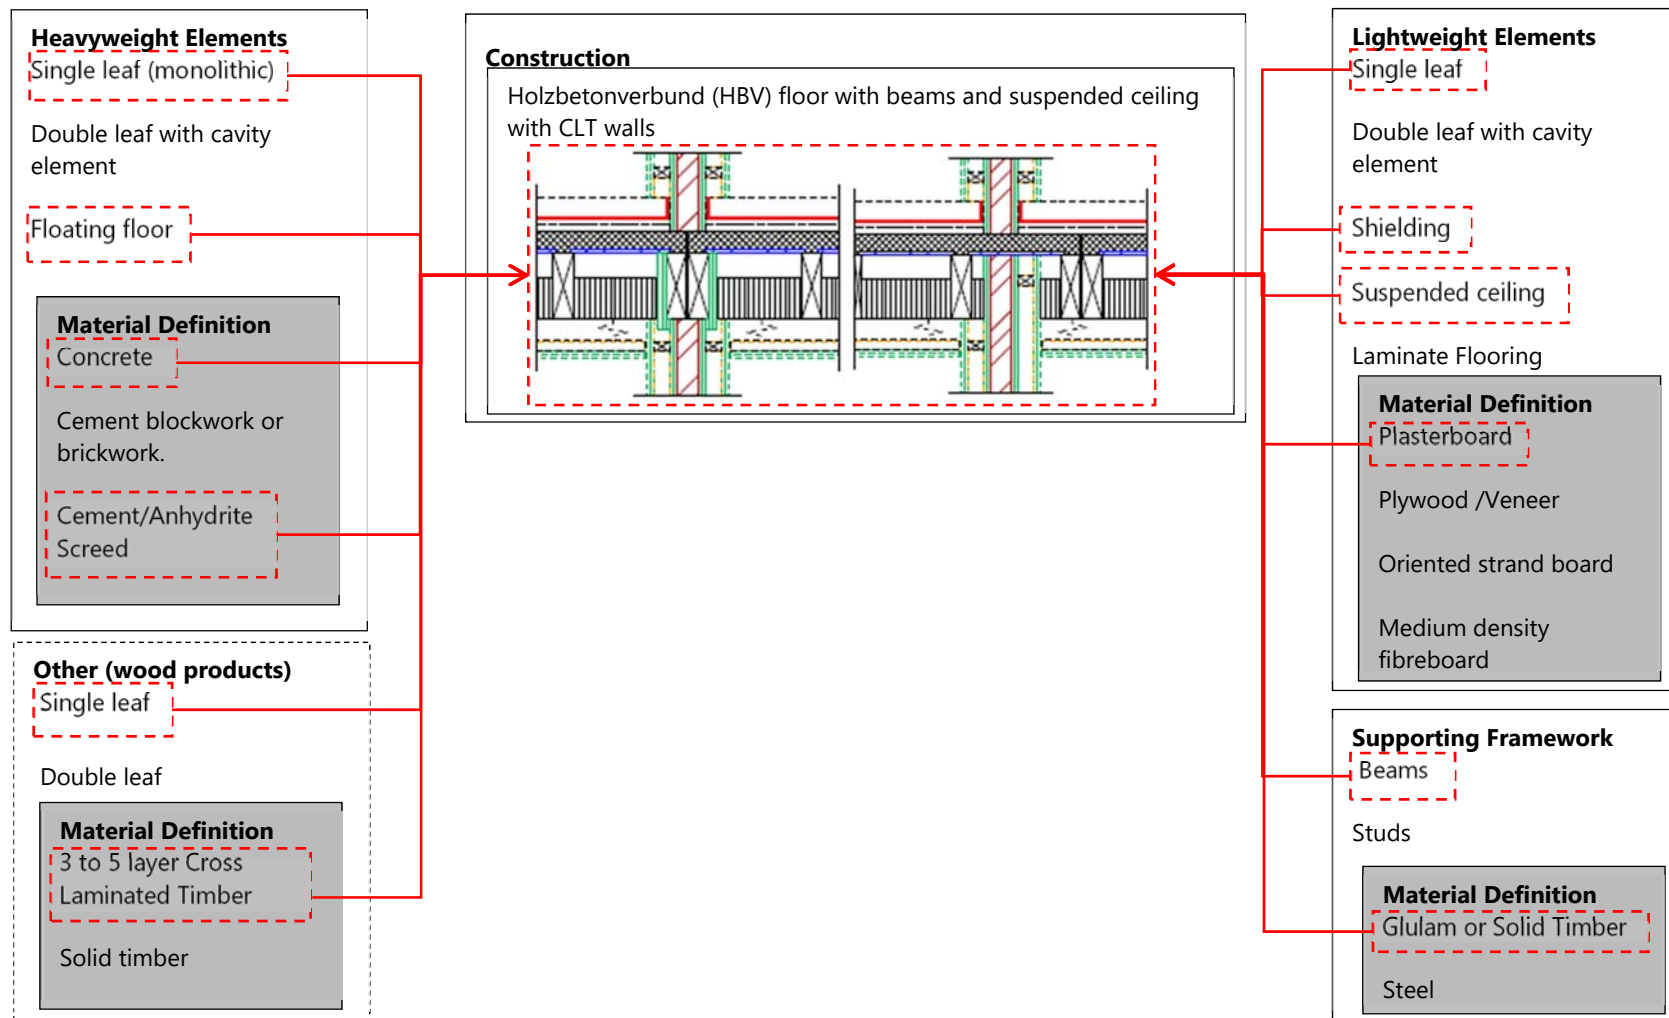 Heavyweight Elements
Single leaf (monolithic)
Double leaf with cavity
element
Floating floor
Material Definition
Concrete
Cement blockwork or
brickwork.
Cement/Anhydrite
Screed
Other (wood products)
Single leaf
Double leaf
Material Definition
3 to 5 layer Cross
Laminated Timber
Solid timber
Construction
Holzbetonverbund (HBV) floor with beams and suspended ceiling
with CLT walls
Lightweight Elements
Single leaf
Double leaf with cavity
element
Shielding
Suspended ceiling
Laminate Flooring
Material Definition
Plasterboard
Plywood /Veneer
Oriented strand board
Medium density
fibreboard
Supporting Framework
Beams
Studs
Material Definition
Glulam or Solid Timber
Steel